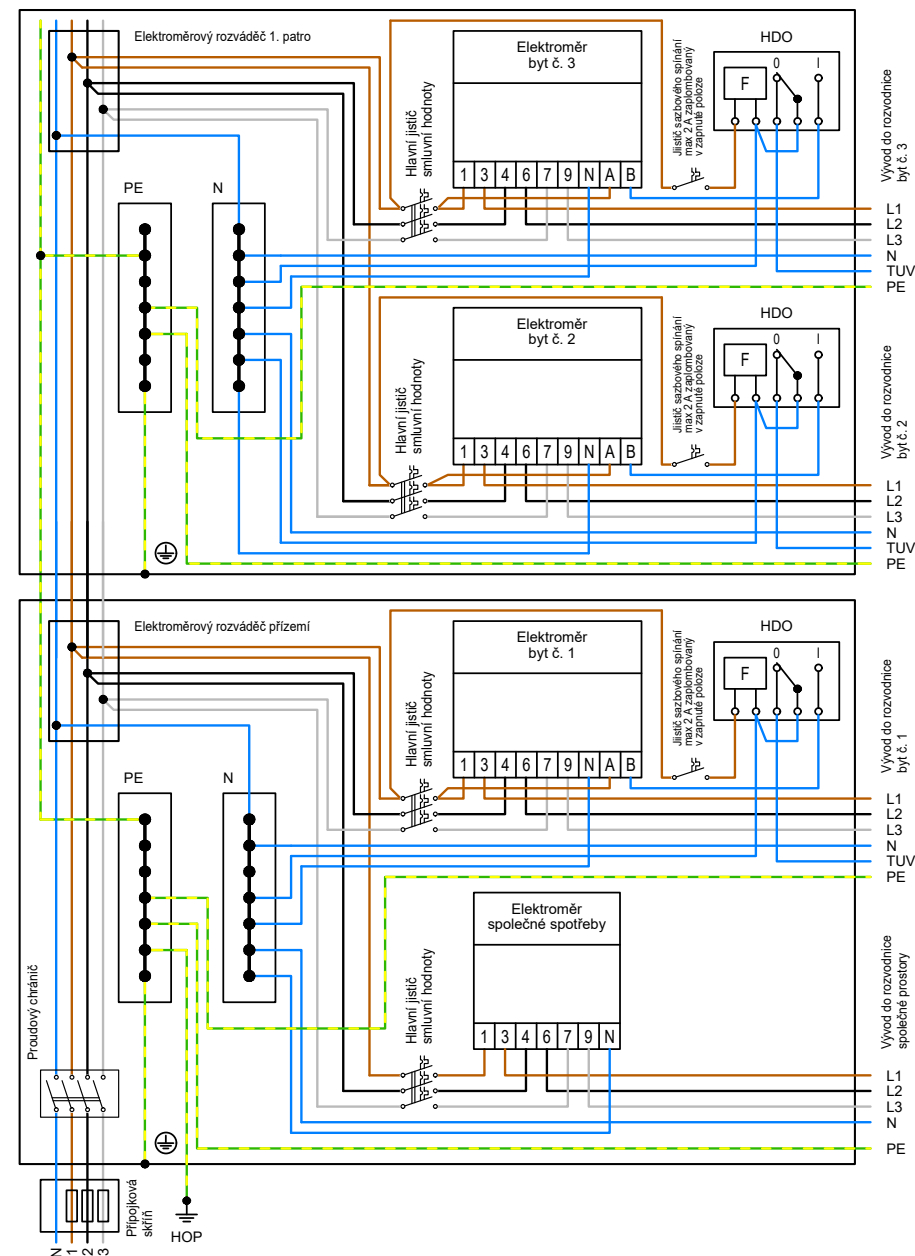 Elektroměrový rozváděč 1. patro
PE
N
Hlavní jistič
smluvní hodnoty
Elektroměr
byt č. 3
1 3 4 6 7 9 N A B
Jiistič sazbového spínání
max 2 A zaplombovaný
v zapnuté poloze
HDO
F
0
I
Vývod do rozvodnice
byt č. 3
L1
L2
L3
N
TUV
PE
Hlavní jistič
smluvní hodnoty
Elektroměr
byt č. 2
1 3 4 6 7 9 N A B
Jiistič sazbového spínání
max 2 A zaplombovaný
v zapnuté poloze
HDO
F
0
I
Vývod do rozvodnice
byt č. 2
L1
L2
L3
N
TUV
PE
Elektroměrový rozváděč přízemí
PE
N
Hlavní jistič
smluvní hodnoty
Elektroměr
byt č. 1
1 3 4 6 7 9 N A B
Jiistič sazbového spínání
max 2 A zaplombovaný
v zapnuté poloze
HDO
F
0
I
Vývod do rozvodnice
byt č. 1
L1
L2
L3
N
TUV
PE
Proudový chránič
Hlavní jistič
smluvní hodnoty
Elektroměr
společné spotřeby
1 3 4 6 7 9 N
Vývod do rozvodnice
společné prostory
L1
L2
L3
N
PE
Přípojková
skříň
HOP
N
1
2
3